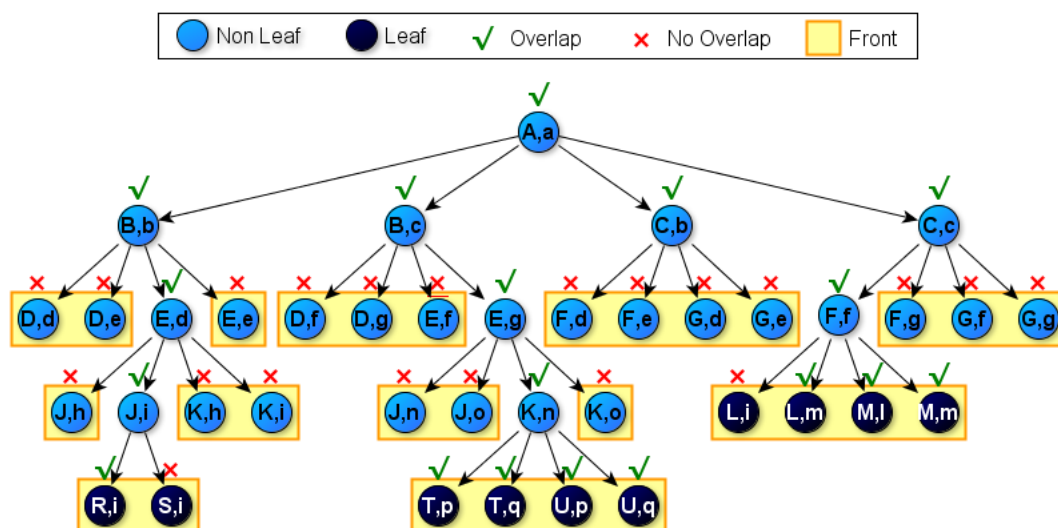 Non Leaf Leaf Overlap No Overlap Front
A,a
B,b B,c C,b C,c
D,d D,e E,d E,e D,f D,g E,f E,g F,d F,e G,d G,e F,f F,g G,f G,g
J,h J,i K,h K,i J,n J,o K,n K,o L,i L,m M,l M,m
R,i S,i T,p T,q U,p U,q